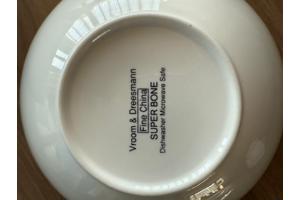 Vroom & Dreesmann
Fine China
SUPER BONE
Dishwasher Microwave Safe